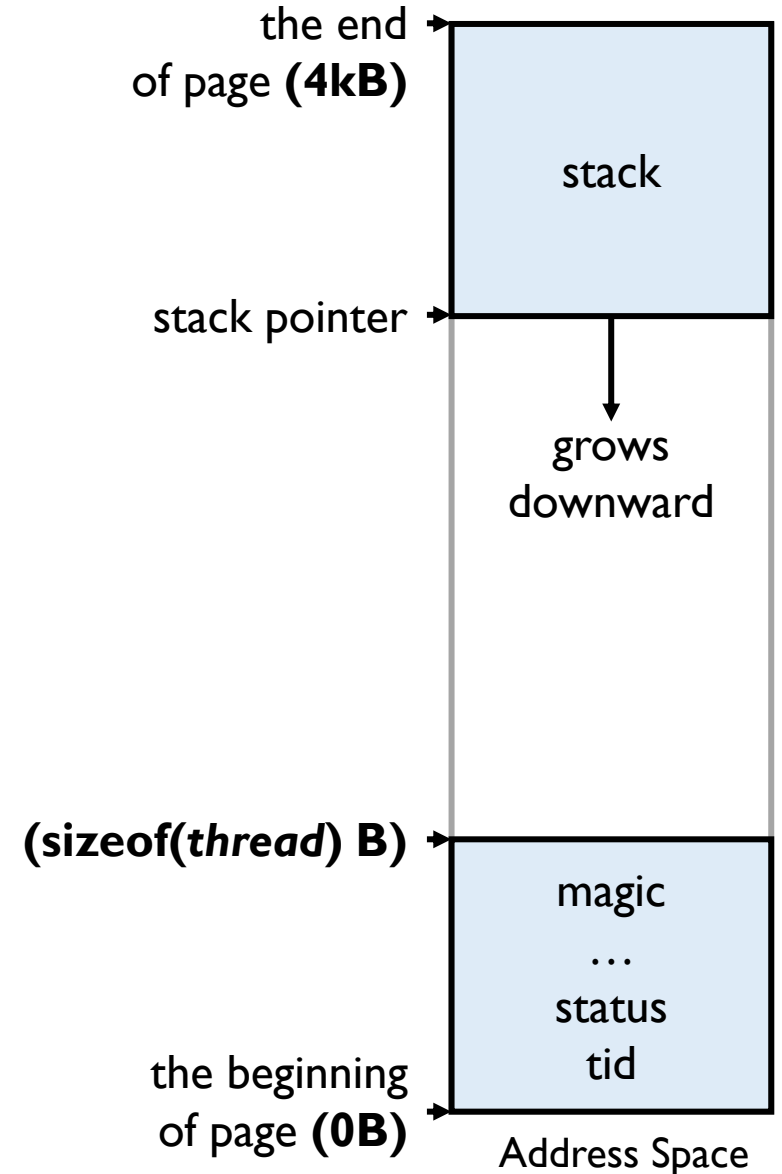 the end
of page (4kB)
stack
stack pointer
grows
downward
(sizeof(thread) B)
magic
...
status
tid
the beginning
of page (0B)
Address Space